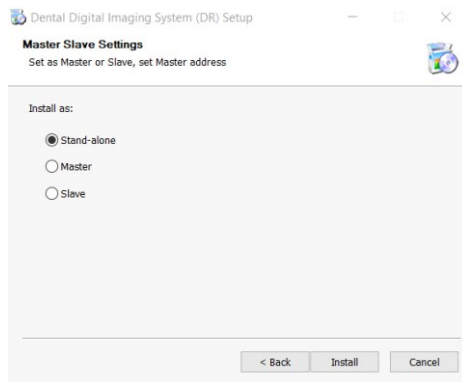 Dental Digital Imaging System (DR) Setup
Master Slave Settings
Set as Master or Slave, set Master address
Install as:
Stand-alone
Master
Slave
< Back Install Cancel